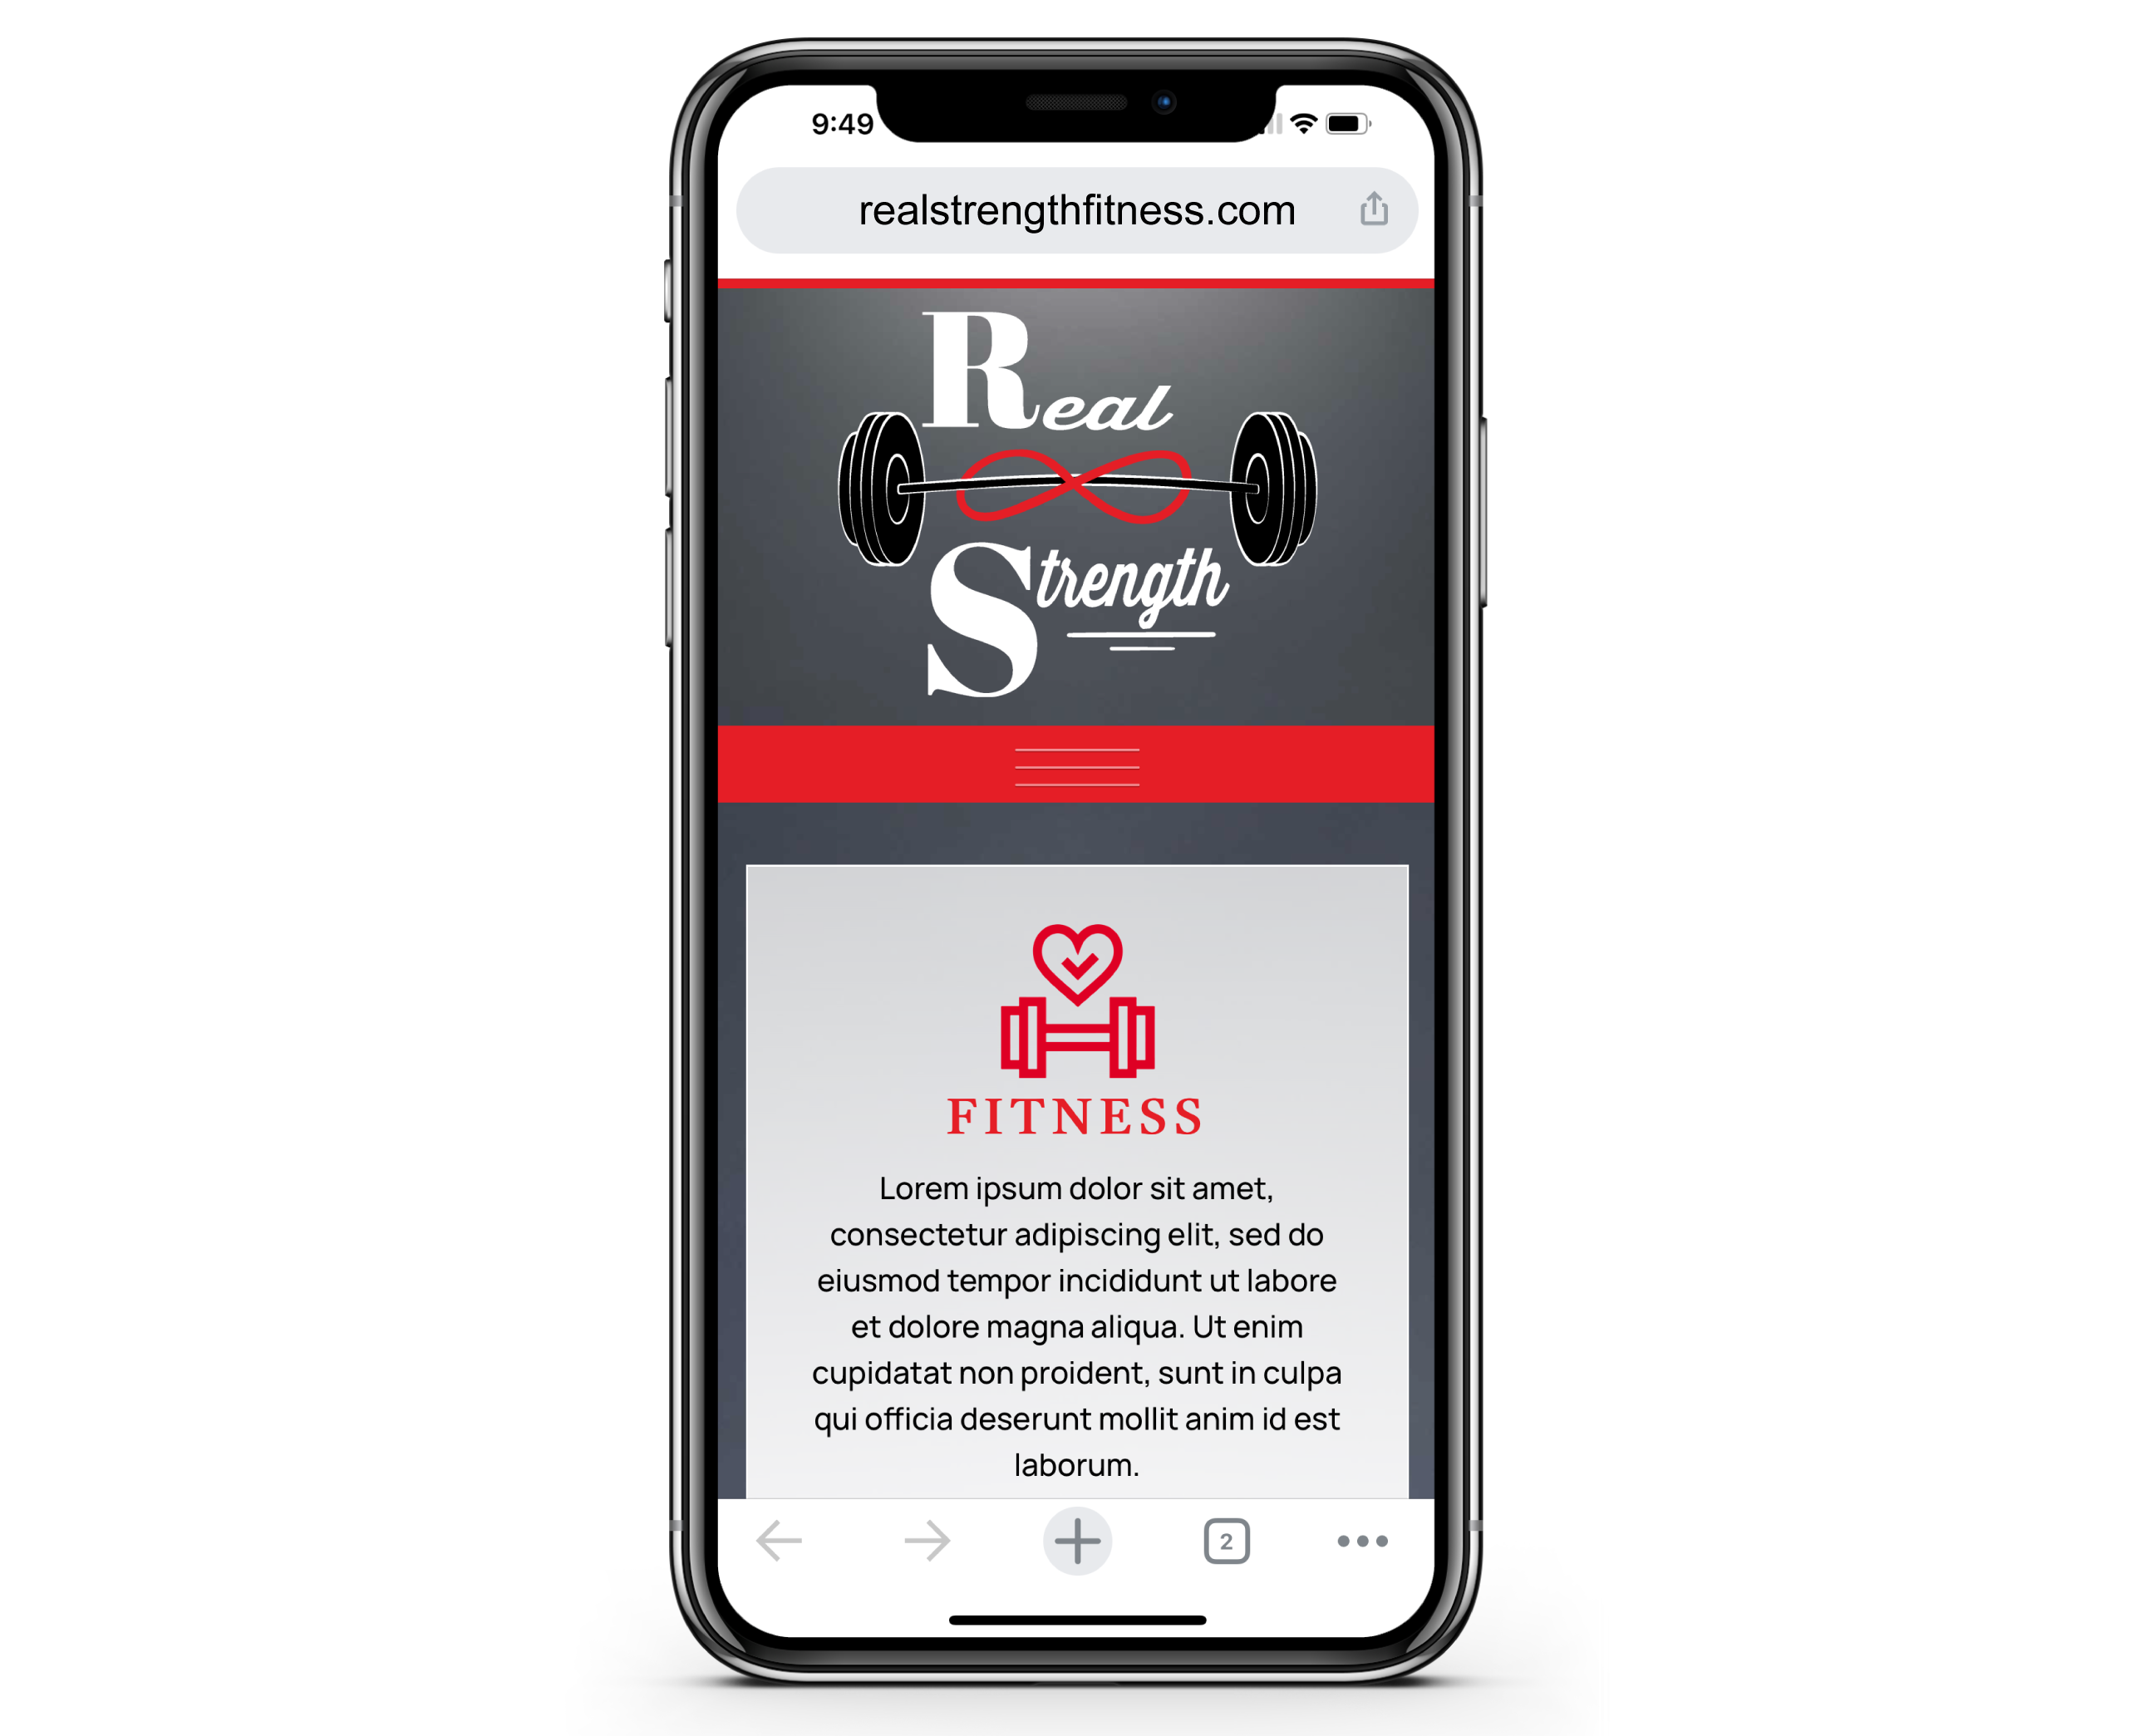 9:49
realstrengthfitness.com
Real
Strength
FITNESS
Lorem ipsum dolor sit amet,
consectetur adipiscing elit, sed do
eiusmod tempor incididunt ut labore
et dolore magna aliqua. Ut enim
cupidatat non proident, sunt in culpa
qui officia deserunt mollit anim id est
laborum.
2